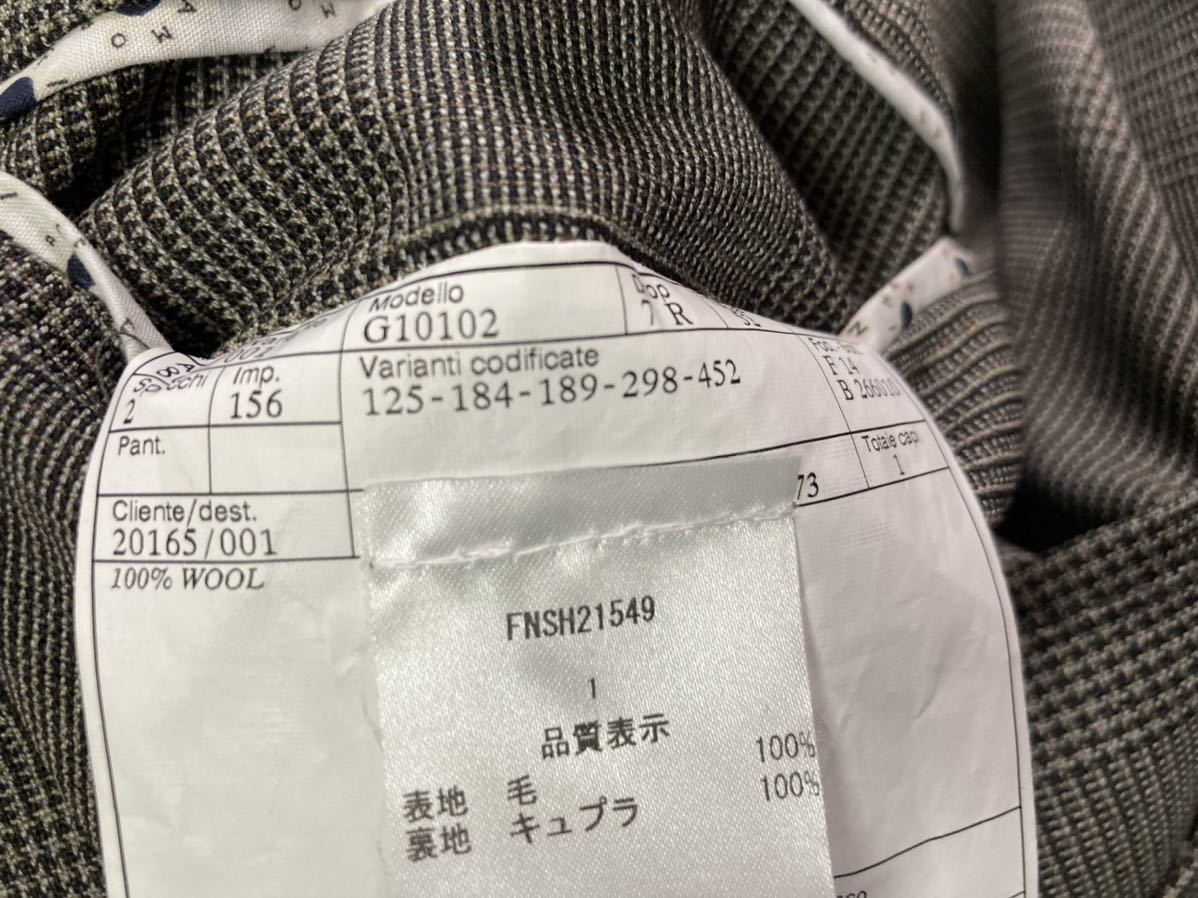 Modello
G10102
Drop
7 R
Imp.
156
2
Varianti codificate
125-184-189-298-452
F 14
Pant.
Totale capi
1
73
Cliente/dest.
20165/001
100% WOOL
FNSH21549
1
品質表示
表地 毛 100%
裏地 キュプラ 100%